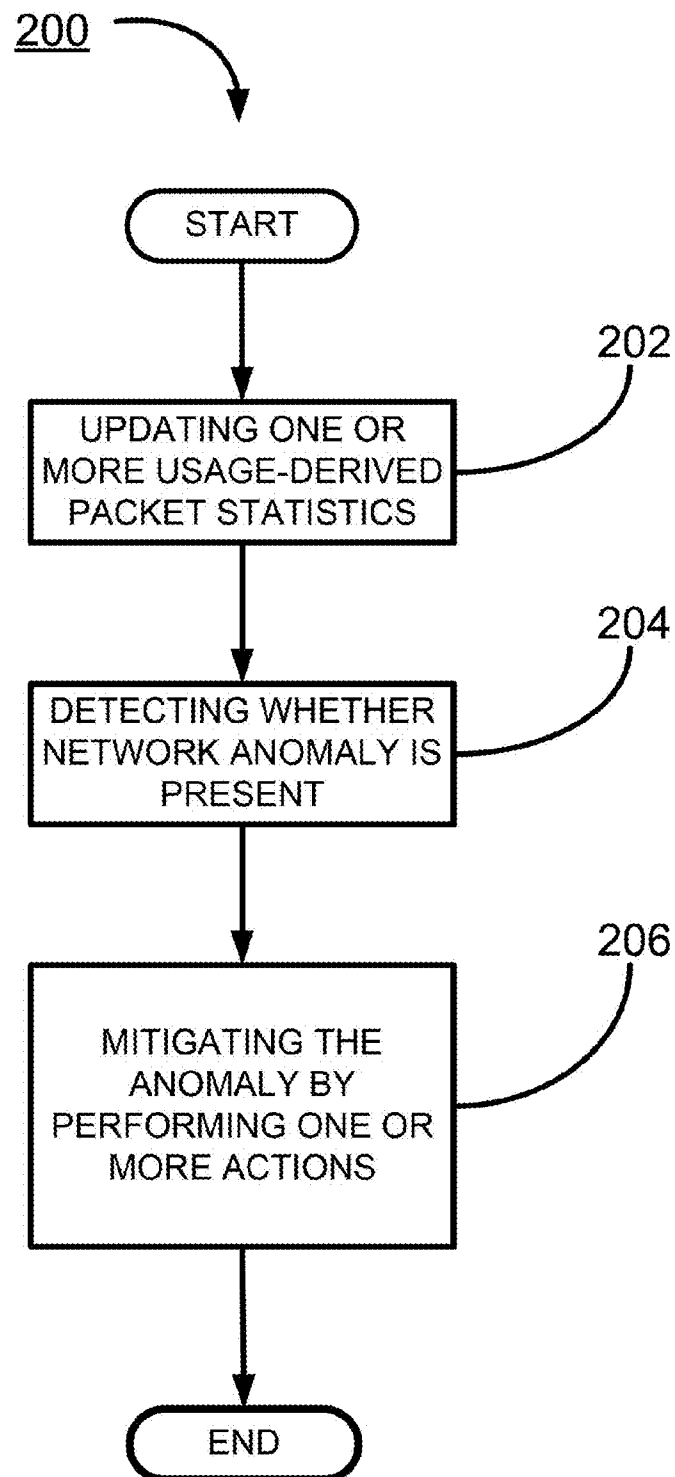 200
START
202
UPDATING ONE OR
MORE USAGE-DERIVED
PACKET STATISTICS
204
DETECTING WHETHER
NETWORK ANOMALY IS
PRESENT
206
MITIGATING THE
ANOMALY BY
PERFORMING ONE OR
MORE ACTIONS
END